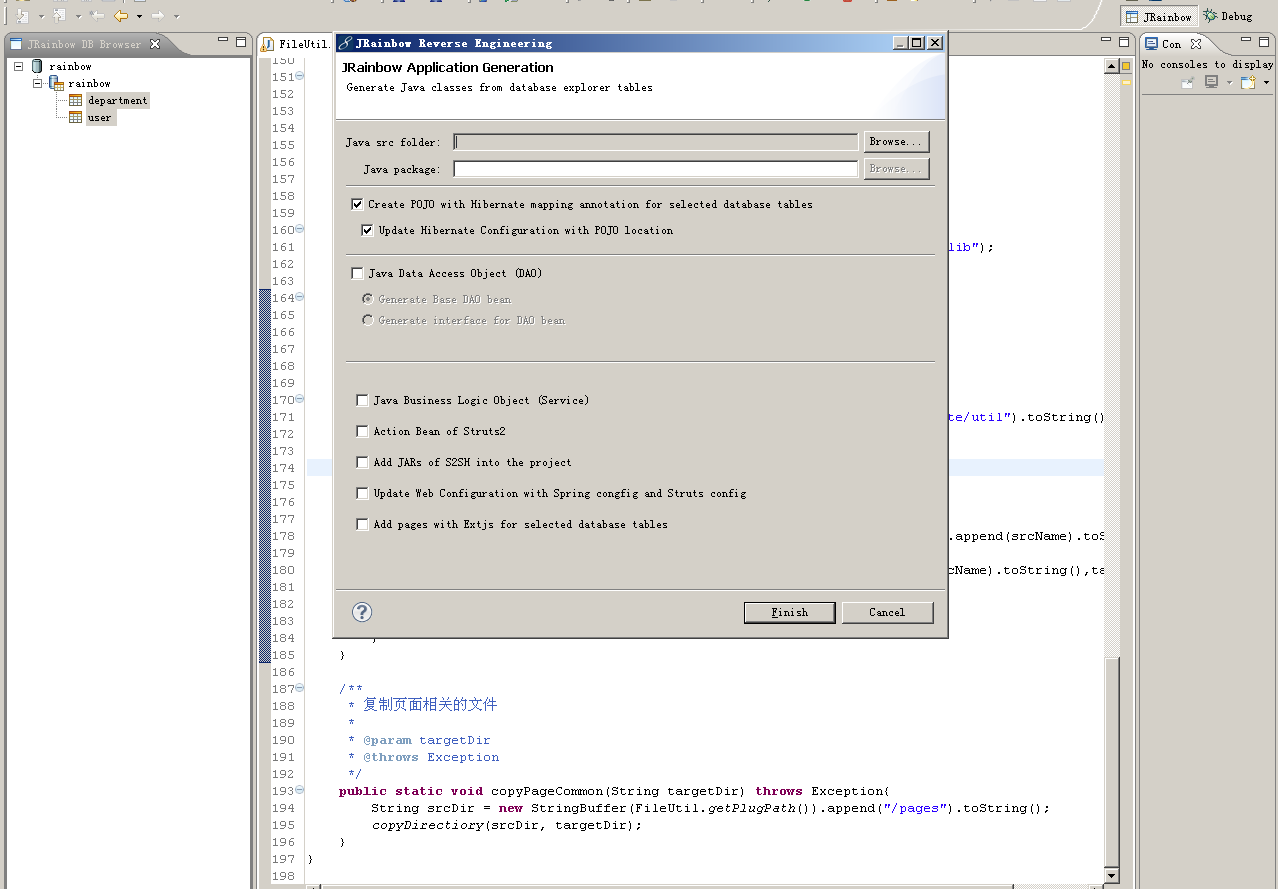 JRainbow
Debug
JRainbow DB Browser
FileUtil.
Con
No consoles to display
rainbow
rainbow
department
user
JRainbow Reverse Engineering
JRainbow Application Generation
Generate Java classes from database explorer tables
Java src folder:
Browse...
Java package:
Browse...
Create POJO with Hibernate mapping annotation for selected database tables
Update Hibernate Configuration with POJO location
Java Data Access Object (DAO)
Generate Base DAO bean
Generate interface for DAO bean
Java Business Logic Object (Service)
Action Bean of Struts2
Add JARs of S2SH into the project
Update Web Configuration with Spring congfig and Struts config
Add pages with Extjs for selected database tables
Finish
Cancel
150
151
152
153
154
155
156
157
158
159
160
161 lib");
162
163
164
165
166
167
168
169
170
171 te/util").toString()
172
173
174
175
176
177
178 .append(srcName).toS
179
180 cName).toString(),ta
181
182
183
184 }
185 }
186
187 /**
188 * 复制页面相关的文件
189 *
190 * @param targetDir
191 * @throws Exception
192 */
193 public static void copyPageCommon(String targetDir) throws Exception{
194 String srcDir = new StringBuffer(FileUtil.getPlugPath()).append("/pages").toString();
195 copyDirectiory(srcDir, targetDir);
196 }
197 }
198